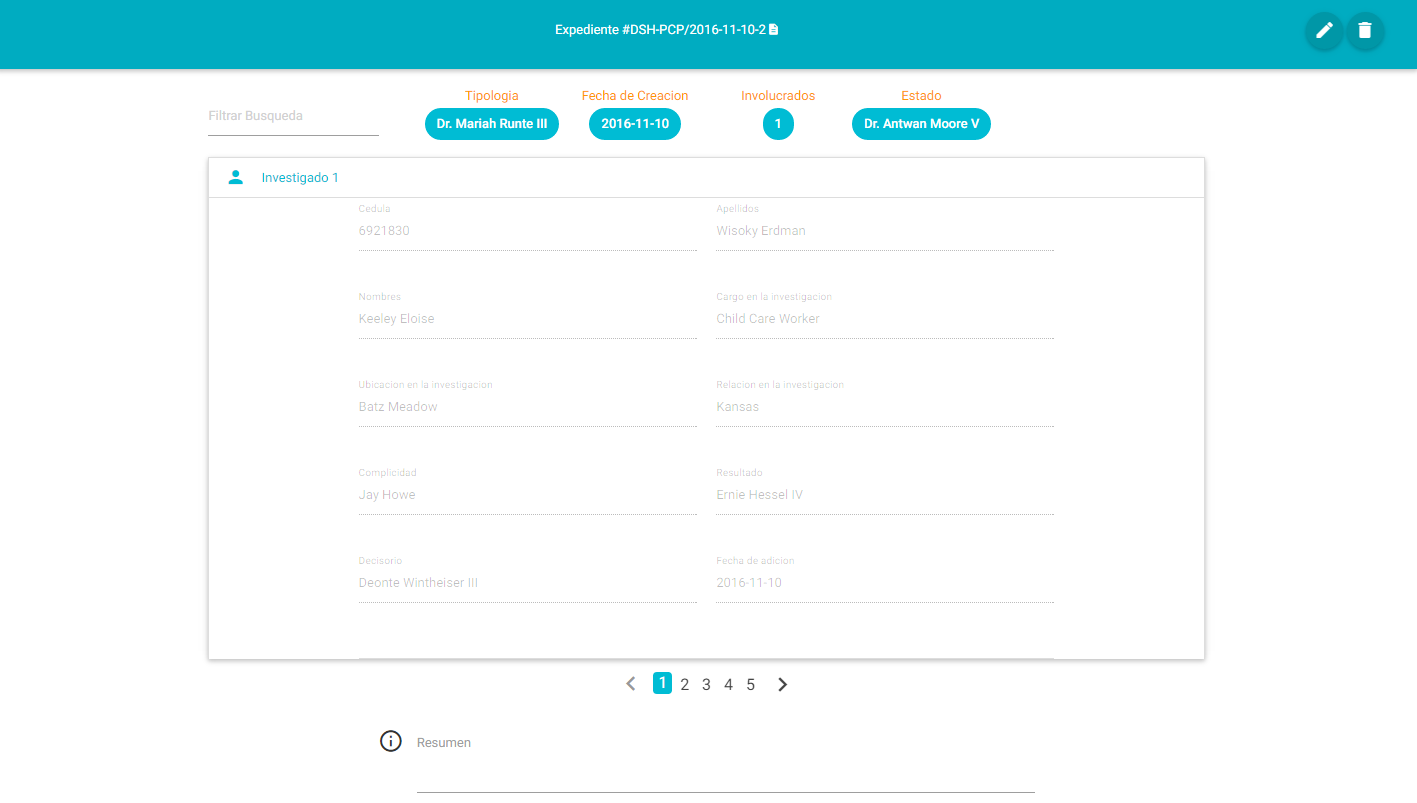 Expediente #DSH-PCP/2016-11-10-2
Filtrar Busqueda
Tipologia
Fecha de Creacion
Involucrados
Estado
Dr. Mariah Runte III
2016-11-10
1
Dr. Antwan Moore V
Investigado 1
Cedula
Apellidos
6921830
Wisoky Erdman
Nombres
Cargo en la investigacion
Keeley Eloise
Child Care Worker
Ubicacion en la investigacion
Relacion en la investigacion
Batz Meadow
Kansas
Complicidad
Resultado
Jay Howe
Ernie Hessel IV
Decisorio
Fecha de adicion
Deonte Wintheiser III
2016-11-10
1 2 3 4 5
Resumen